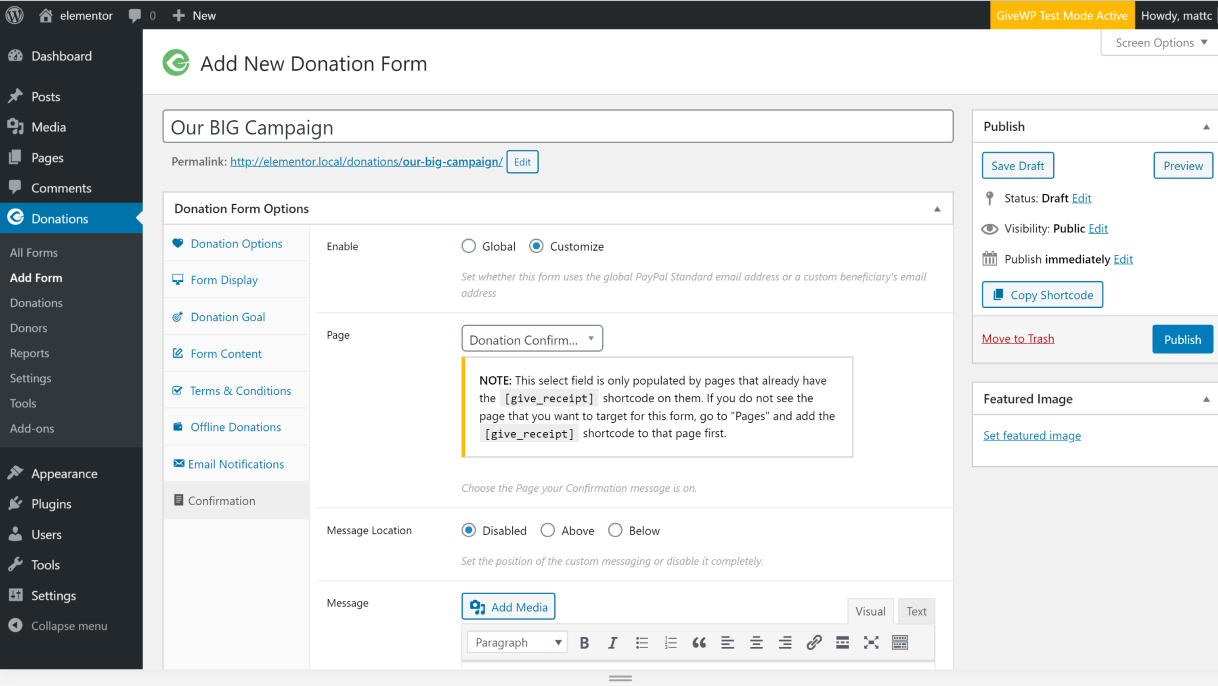 elementor 0 New GiveWP Test Mode Active Howdy, mattc
Screen Options
Dashboard
Posts
Media
Pages
Comments
Donations
All Forms
Add Form
Donations
Donors
Reports
Settings
Tools
Add-ons
Appearance
Plugins
Users
Tools
Settings
Collapse menu
Add New Donation Form
Our BIG Campaign
Permalink: http://elementor.local/donations/our-big-campaign/ Edit
Donation Form Options
Donation Options
Form Display
Donation Goal
Form Content
Terms & Conditions
Offline Donations
Email Notifications
Confirmation
Enable
Global Customize
Set whether this form uses the global PayPal Standard email address or a custom beneficiary's email
address
Page
Donation Confirm...
NOTE: This select field is only populated by pages that already have
the [give_receipt] shortcode on them. If you do not see the
page that you want to target for this form, go to "Pages" and add the
[give_receipt] shortcode to that page first.
Choose the Page your Confirmation message is on.
Message Location
Disabled Above Below
Set the position of the custom messaging or disable it completely.
Message
Add Media
Visual Text
Paragraph B I
Publish
Save Draft Preview
Status: Draft Edit
Visibility: Public Edit
Publish immediately Edit
Copy Shortcode
Move to Trash Publish
Featured Image
Set featured image